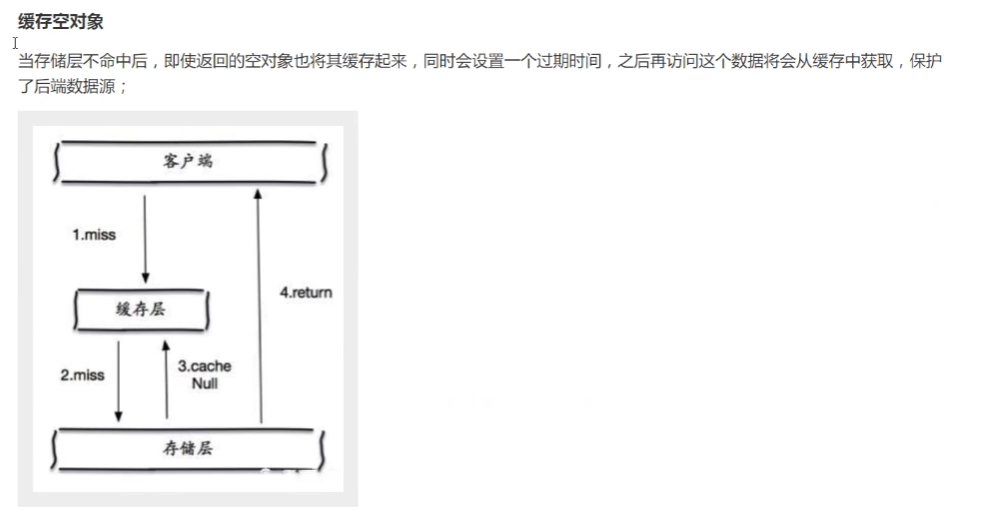 缓存空对象
当存储层不命中后，即使返回的空对象也将其缓存起来，同时会设置一个过期时间，之后再访问这个数据将会从缓存中获取，保护
了后端数据源；
客户端
1.miss
4.return
缓存层
2.miss
3.cache
Null
存储层